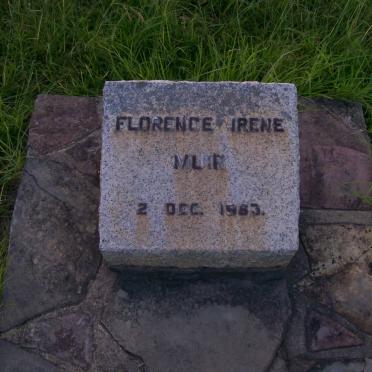 FLORENCE IRENE
MUIR
2 DEC. 1983.